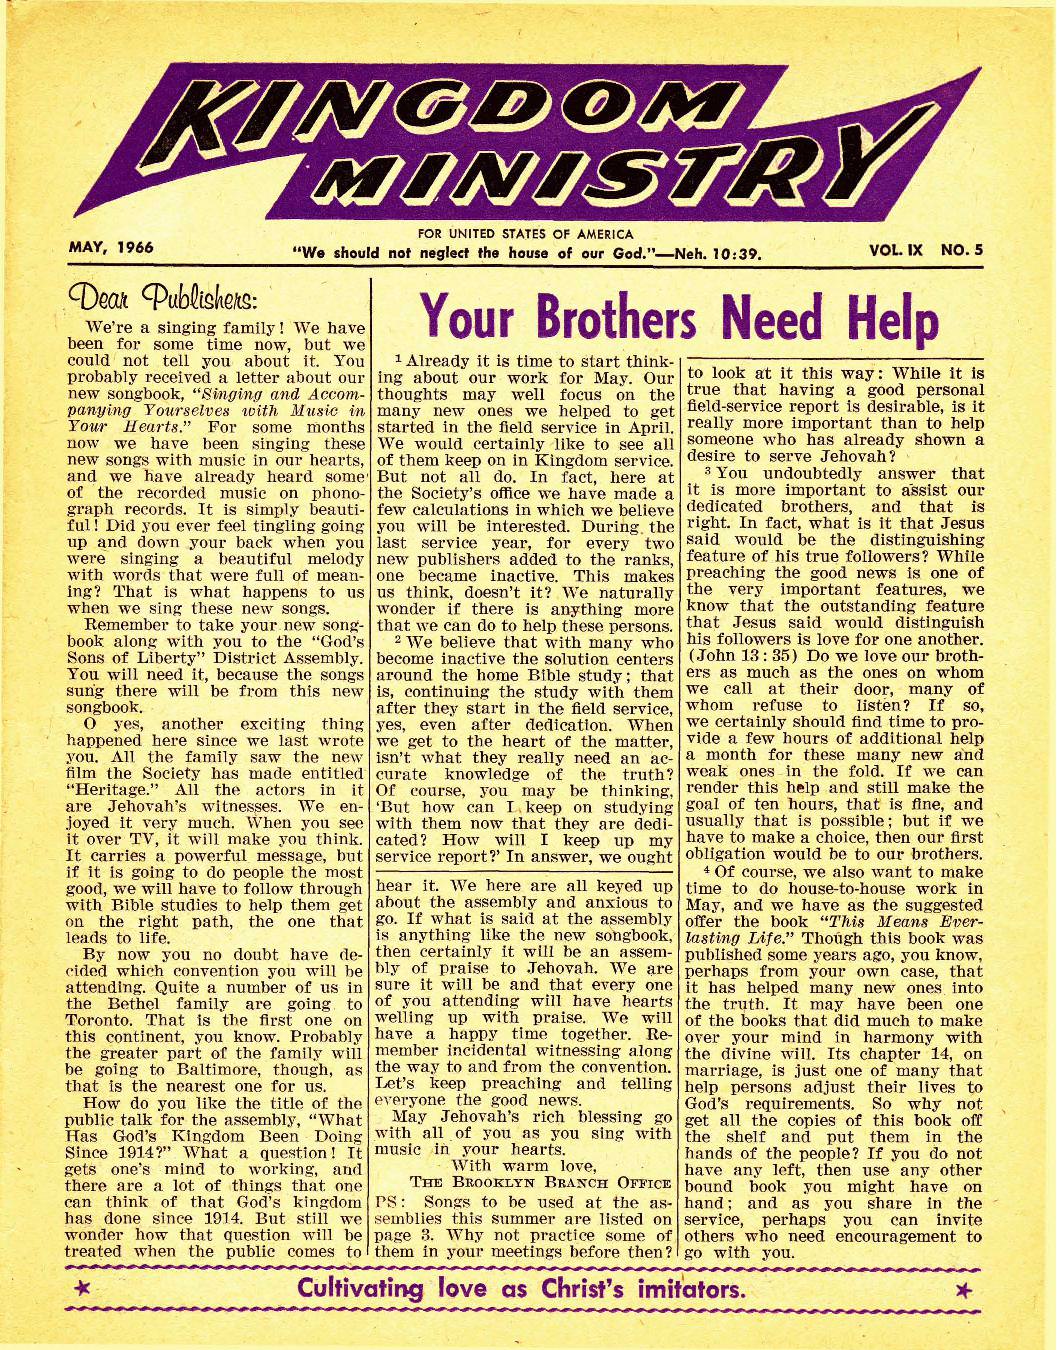 KINGDOM
MINISTRY
FOR UNITED STATES OF AMERICA
MAY, 1966
"We should not neglect the house of our God."—Neh. 10:39.
VOL. IX NO. 5
Dear Publishers:
We're a singing family! We have
been for some time now, but we
could not tell you about it. You
probably received a letter about our
new songbook, "Singing and Accom-
panying Yourselves with Music in
Your Hearts." For some months
now we have been singing these
new songs with music in our hearts,
and we have already heard some
of the recorded music on phono-
graph records. It is simply beauti-
ful! Did you ever feel tingling going
up and down your back when you
were singing a beautiful melody
with words that were full of mean-
ing? That is what happens to us
when we sing these new songs.
Remember to take your new song-
book along with you to the "God's
Sons of Liberty" District Assembly.
You will need it, because the songs
sung there will be from this new
songbook.
O yes, another exciting thing
happened here since we last wrote
you. All the family saw the new
film the Society has made entitled
"Heritage." All the actors in it
are Jehovah's witnesses. We en-
joyed it very much. When you see
it over TV, it will make you think.
It carries a powerful message, but
if it is going to do people the most
good, we will have to follow through
with Bible studies to help them get
on the right path, the one that
leads to life.
By now you no doubt have de-
cided which convention you will be
attending. Quite a number of us in
the Bethel family are going to
Toronto. That is the first one on
this continent, you know. Probably
the greater part of the family will
be going to Baltimore, though, as
that is the nearest one for us.
How do you like the title of the
public talk for the assembly, "What
Has God's Kingdom Been Doing
Since 1914?" What a question! It
gets one's mind to working, and
there are a lot of things that one
can think of that God's kingdom
has done since 1914. But still we
wonder how that question will be
treated when the public comes to
hear it. We here are all keyed up
about the assembly and anxious to
go. If what is said at the assembly
is anything like the new songbook,
then certainly it will be an assem-
bly of praise to Jehovah. We are
sure it will be and that every one
of you attending will have hearts
welling up with praise. We will
have a happy time together. Re-
member incidental witnessing along
the way to and from the convention.
Let's keep preaching and telling
everyone the good news.
May Jehovah's rich blessing go
with all of you as you sing with
music in your hearts.
With warm love,
THE BROOKLYN BRANCH OFFICE
PS: Songs to be used at the as-
semblies this summer are listed on
page 3. Why not practice some of
them in your meetings before then?
Your Brothers Need Help
1 Already it is time to start think-
ing about our work for May. Our
thoughts may well focus on the
many new ones we helped to get
started in the field service in April.
We would certainly like to see all
of them keep on in Kingdom service.
But not all do. In fact, here at
the Society's office we have made a
few calculations in which we believe
you will be interested. During the
last service year, for every two
new publishers added to the ranks,
one became inactive. This makes
us think, doesn't it? We naturally
wonder if there is anything more
that we can do to help these persons.
2 We believe that with many who
become inactive the solution centers
around the home Bible study; that
is, continuing the study with them
after they start in the field service,
yes, even after dedication. When
we get to the heart of the matter,
isn't what they really need an ac-
curate knowledge of the truth?
Of course, you may be thinking,
'But how can I keep on studying
with them now that they are dedi-
cated? How will I keep up my
service report?' In answer, we ought
to look at it this way: While it is
true that having a good personal
field-service report is desirable, is it
really more important than to help
someone who has already shown a
desire to serve Jehovah?
3 You undoubtedly answer that
it is more important to assist our
dedicated brothers, and that is
right. In fact, what is it that Jesus
said would be the distinguishing
feature of his true followers? While
preaching the good news is one of
the very important features, we
know that the outstanding feature
that Jesus said would distinguish
his followers is love for one another.
(John 13:35) Do we love our broth-
ers as much as the ones on whom
we call at their door, many of
whom refuse to listen? If so,
we certainly should find time to pro-
vide a few hours of additional help
a month for these many new and
weak ones in the fold. If we can
render this help and still make the
goal of ten hours, that is fine, and
usually that is possible; but if we
have to make a choice, then our first
obligation would be to our brothers.
4 Of course, we also want to make
time to do house-to-house work in
May, and we have as the suggested
offer the book "This Means Ever-
lasting Life." Though this book was
published some years ago, you know,
perhaps from your own case, that
it has helped many new ones into
the truth. It may have been one
of the books that did much to make
over your mind in harmony with
the divine will. Its chapter 14, on
marriage, is just one of many that
help persons adjust their lives to
God's requirements. So why not
get all the copies of this book off
the shelf and put them in the
hands of the people? If you do not
have any left, then use any other
bound book you might have on
hand; and as you share in the
service, perhaps you can invite
others who need encouragement to
go with you.
★ Cultivating love as Christ's imitators. ★